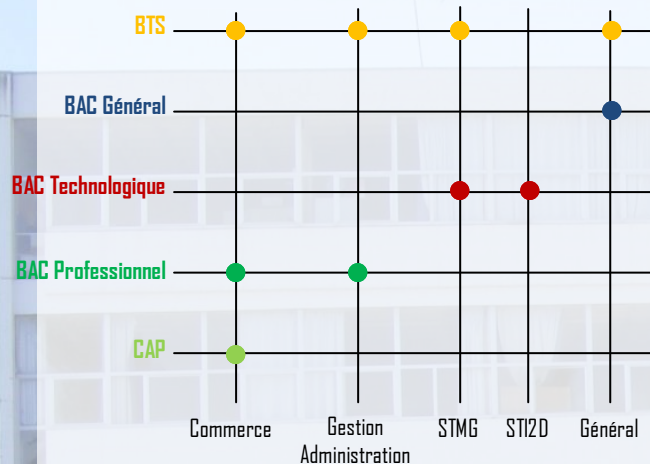 BTS
BAC Général
BAC Technologique
BAC Professionnel
CAP
Commerce
Gestion
Administration
STMG
STI2D
Général